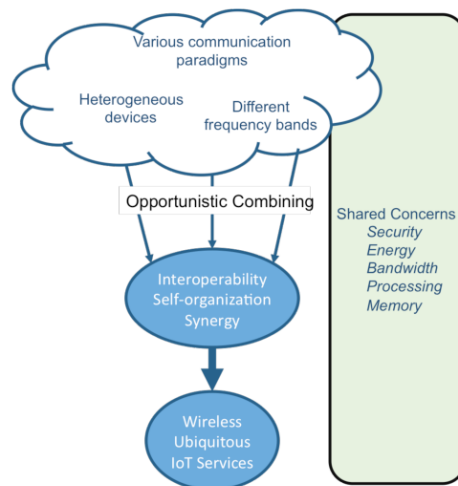 Various communication
paradigms
Heterogeneous
devices
Different
frequency bands
Opportunistic Combining
Interoperability
Self-organization
Synergy
Wireless
Ubiquitous
IoT Services
Shared Concerns
Security
Energy
Bandwidth
Processing
Memory